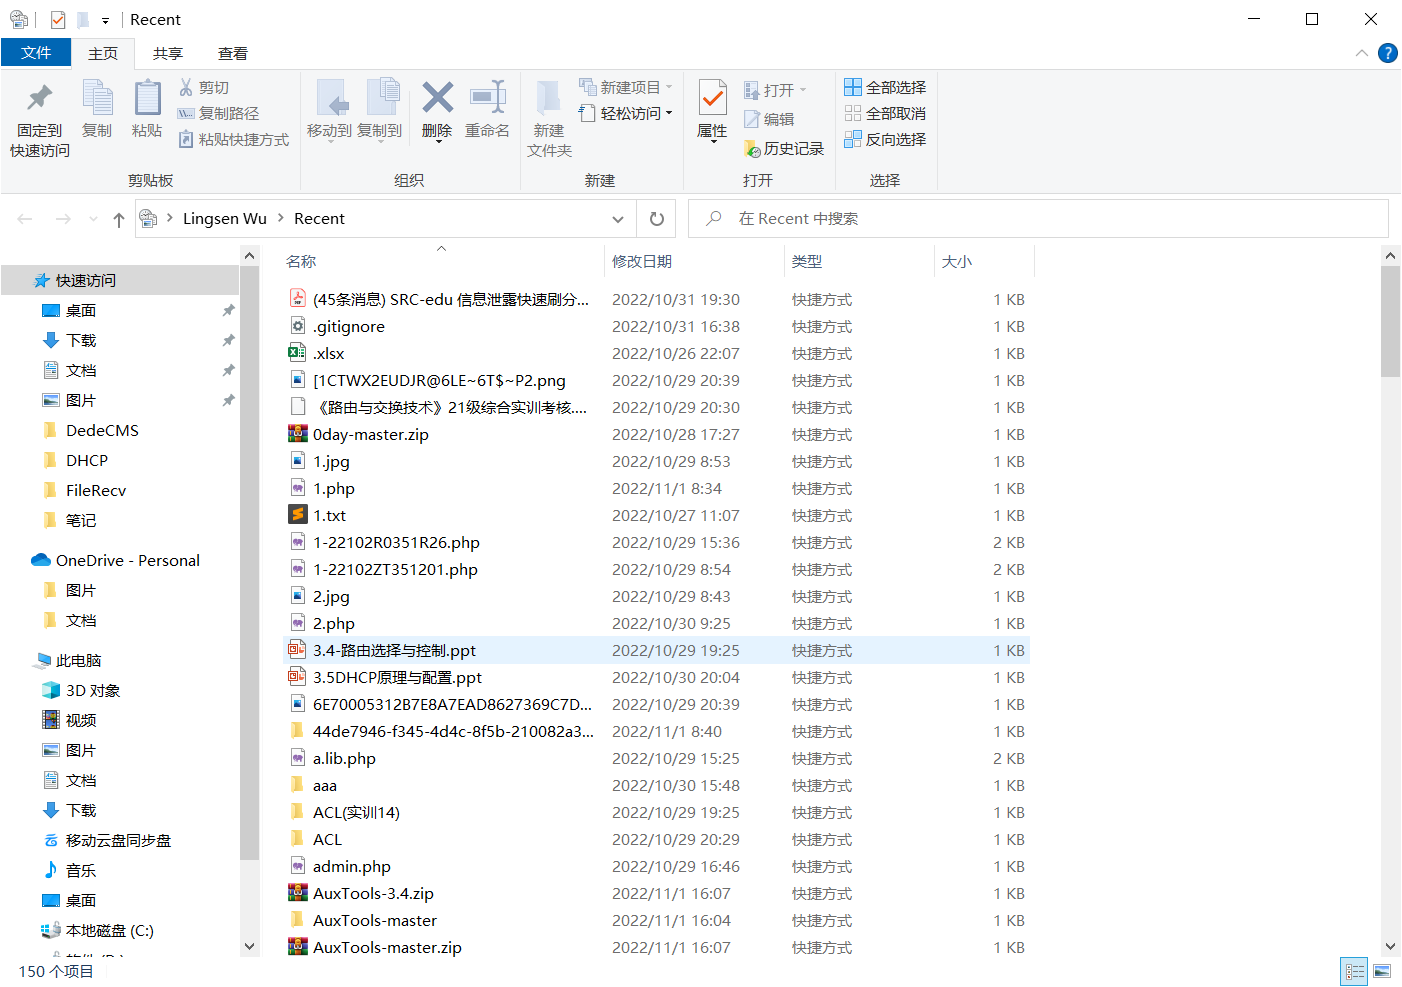 Recent
文件 主页 共享 查看
固定到
快速访问
复制
粘贴
剪切
复制路径
粘贴快捷方式
剪贴板
移动到
复制到
删除
重命名
组织
新建
文件夹
新建项目
轻松访问
新建
属性
打开
编辑
历史记录
打开
全部选择
全部取消
反向选择
选择
Lingsen Wu Recent
在 Recent 中搜索
快速访问
桌面
下载
文档
图片
DedeCMS
DHCP
FileRecv
笔记
OneDrive - Personal
图片
文档
此电脑
3D 对象
视频
图片
文档
下载
移动云盘同步盘
音乐
桌面
本地磁盘 (C:)
名称 修改日期 类型 大小
(45条消息) SRC-edu 信息泄露快速刷分... 2022/10/31 19:30 快捷方式 1 KB
.gitignore 2022/10/31 16:38 快捷方式 1 KB
.xlsx 2022/10/26 22:07 快捷方式 1 KB
[1CTWX2EUDJR@6LE~6T$~P2.png 2022/10/29 20:39 快捷方式 1 KB
《路由与交换技术》21级综合实训考核.... 2022/10/29 20:30 快捷方式 1 KB
0day-master.zip 2022/10/28 17:27 快捷方式 1 KB
1.jpg 2022/10/29 8:53 快捷方式 1 KB
1.php 2022/11/1 8:34 快捷方式 1 KB
1.txt 2022/10/27 11:07 快捷方式 1 KB
1-22102R0351R26.php 2022/10/29 15:36 快捷方式 2 KB
1-22102ZT351201.php 2022/10/29 8:54 快捷方式 2 KB
2.jpg 2022/10/29 8:43 快捷方式 1 KB
2.php 2022/10/30 9:25 快捷方式 1 KB
3.4-路由选择与控制.ppt 2022/10/29 19:25 快捷方式 1 KB
3.5DHCP原理与配置.ppt 2022/10/30 20:04 快捷方式 1 KB
6E70005312B7E8A7EAD8627369C7D... 2022/10/29 20:39 快捷方式 1 KB
44de7946-f345-4d4c-8f5b-210082a3... 2022/11/1 8:40 快捷方式 1 KB
a.lib.php 2022/10/29 15:25 快捷方式 2 KB
aaa 2022/10/30 15:48 快捷方式 1 KB
ACL(实训14) 2022/10/29 19:25 快捷方式 1 KB
ACL 2022/10/29 20:29 快捷方式 1 KB
admin.php 2022/10/29 16:46 快捷方式 1 KB
AuxTools-3.4.zip 2022/11/1 16:07 快捷方式 1 KB
AuxTools-master 2022/11/1 16:04 快捷方式 1 KB
AuxTools-master.zip 2022/11/1 16:07 快捷方式 1 KB
150 个项目